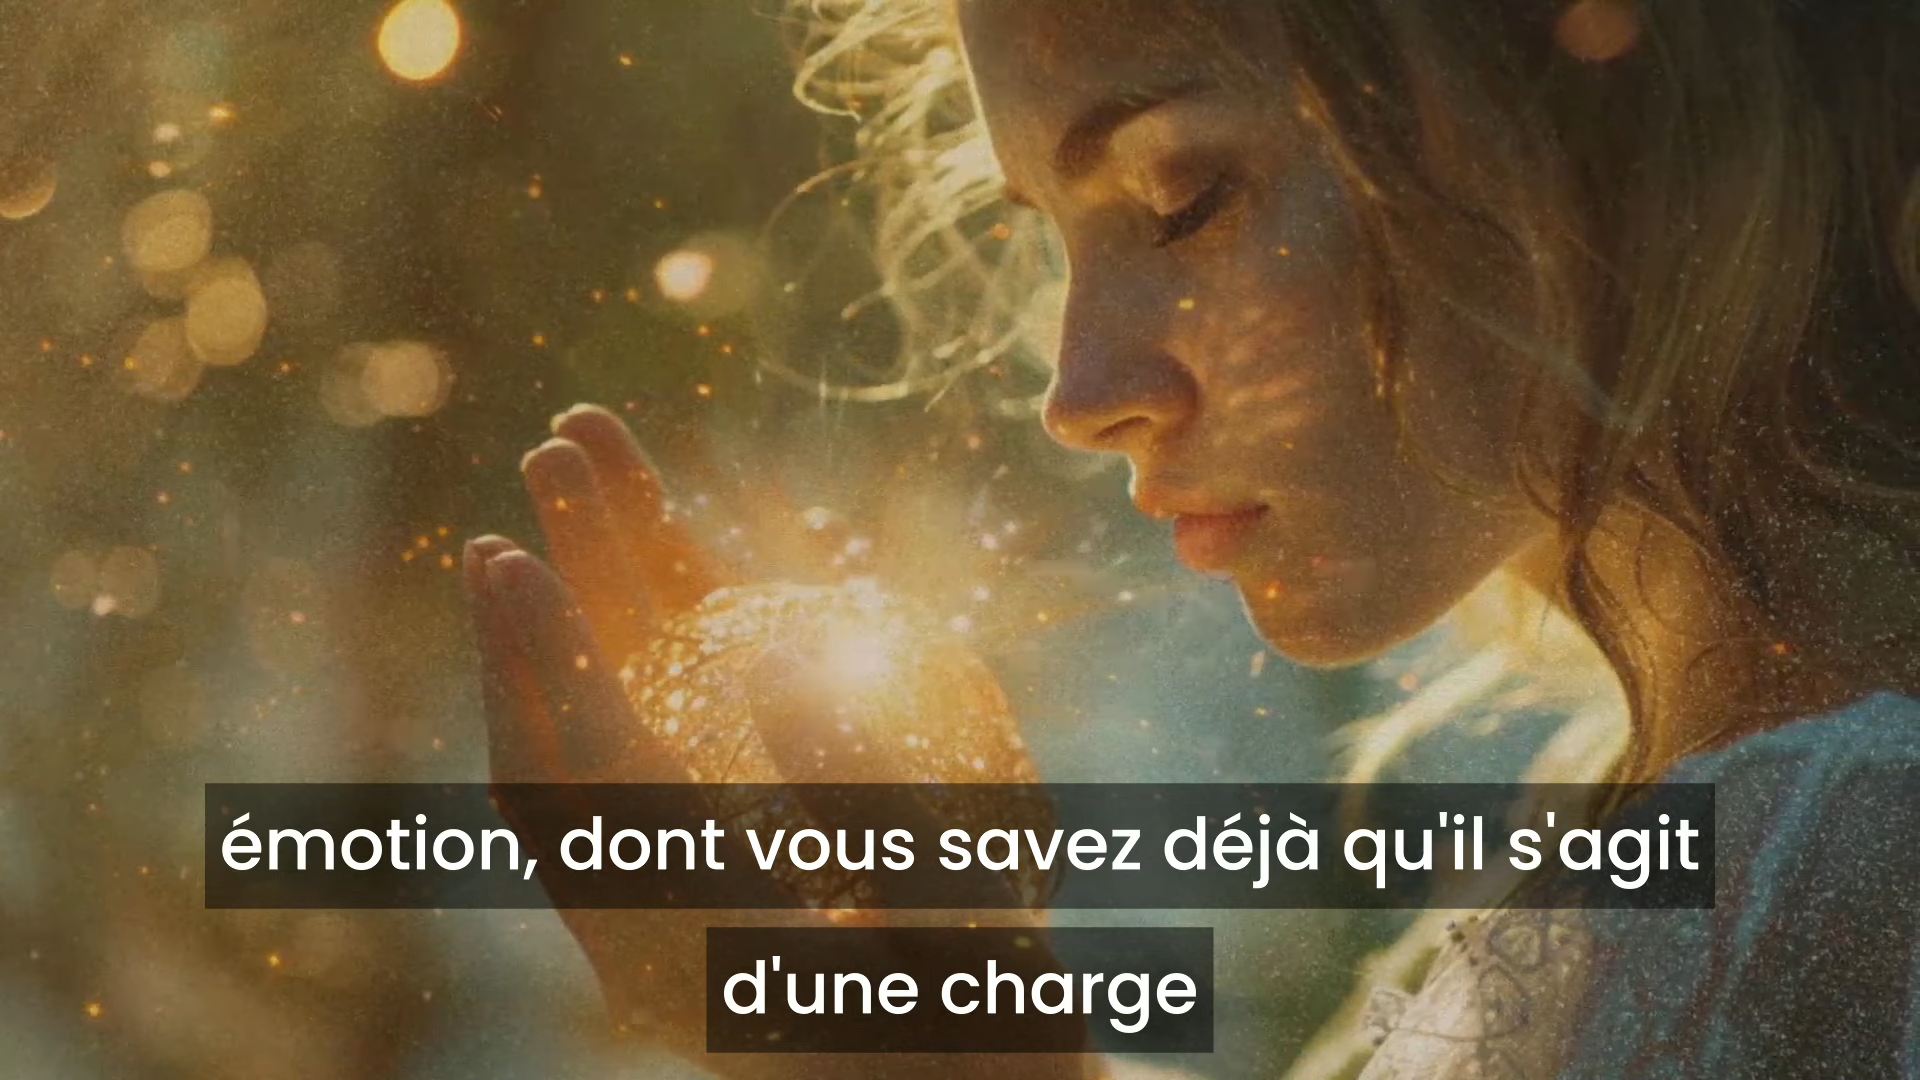 émotion, dont vous savez déjà qu'il s'agit
d'une charge